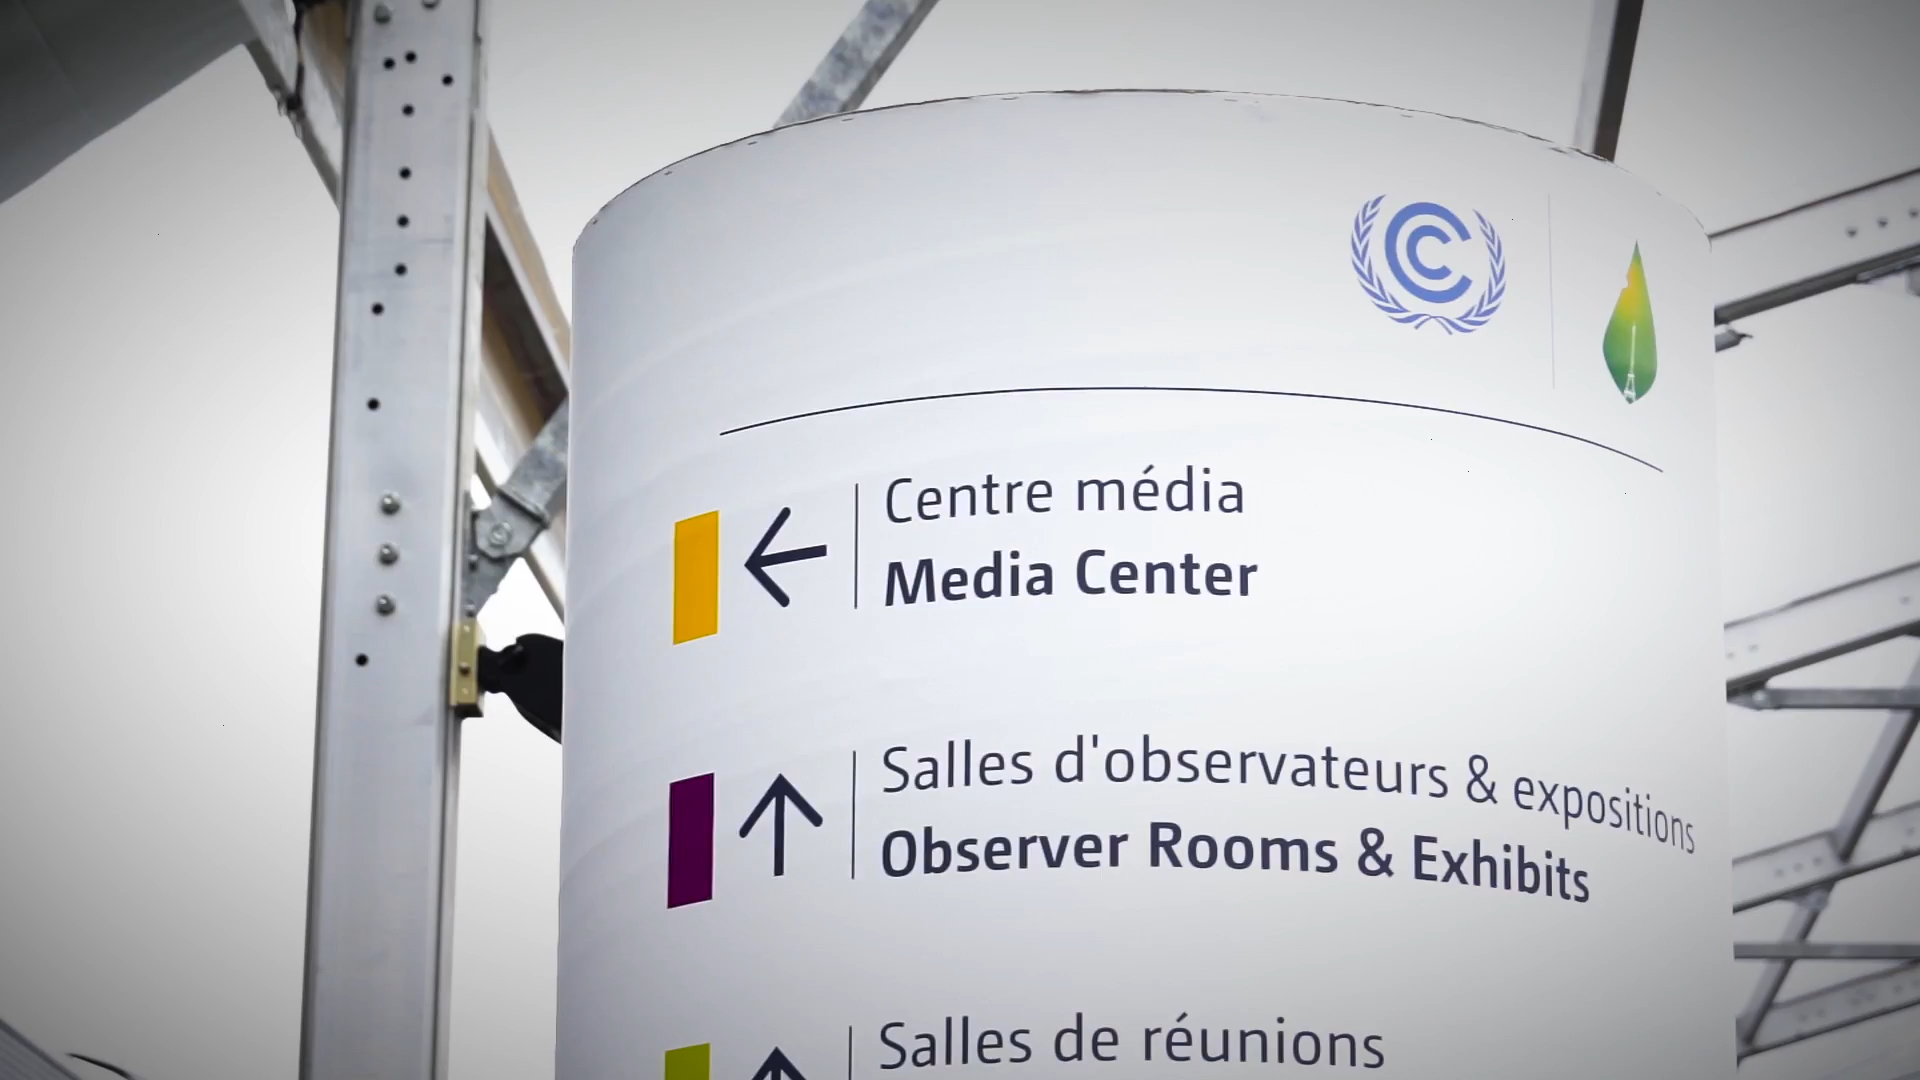 Centre média
Media Center
Salles d'observateurs & expositions
Observer Rooms & Exhibits
Salles de réunions